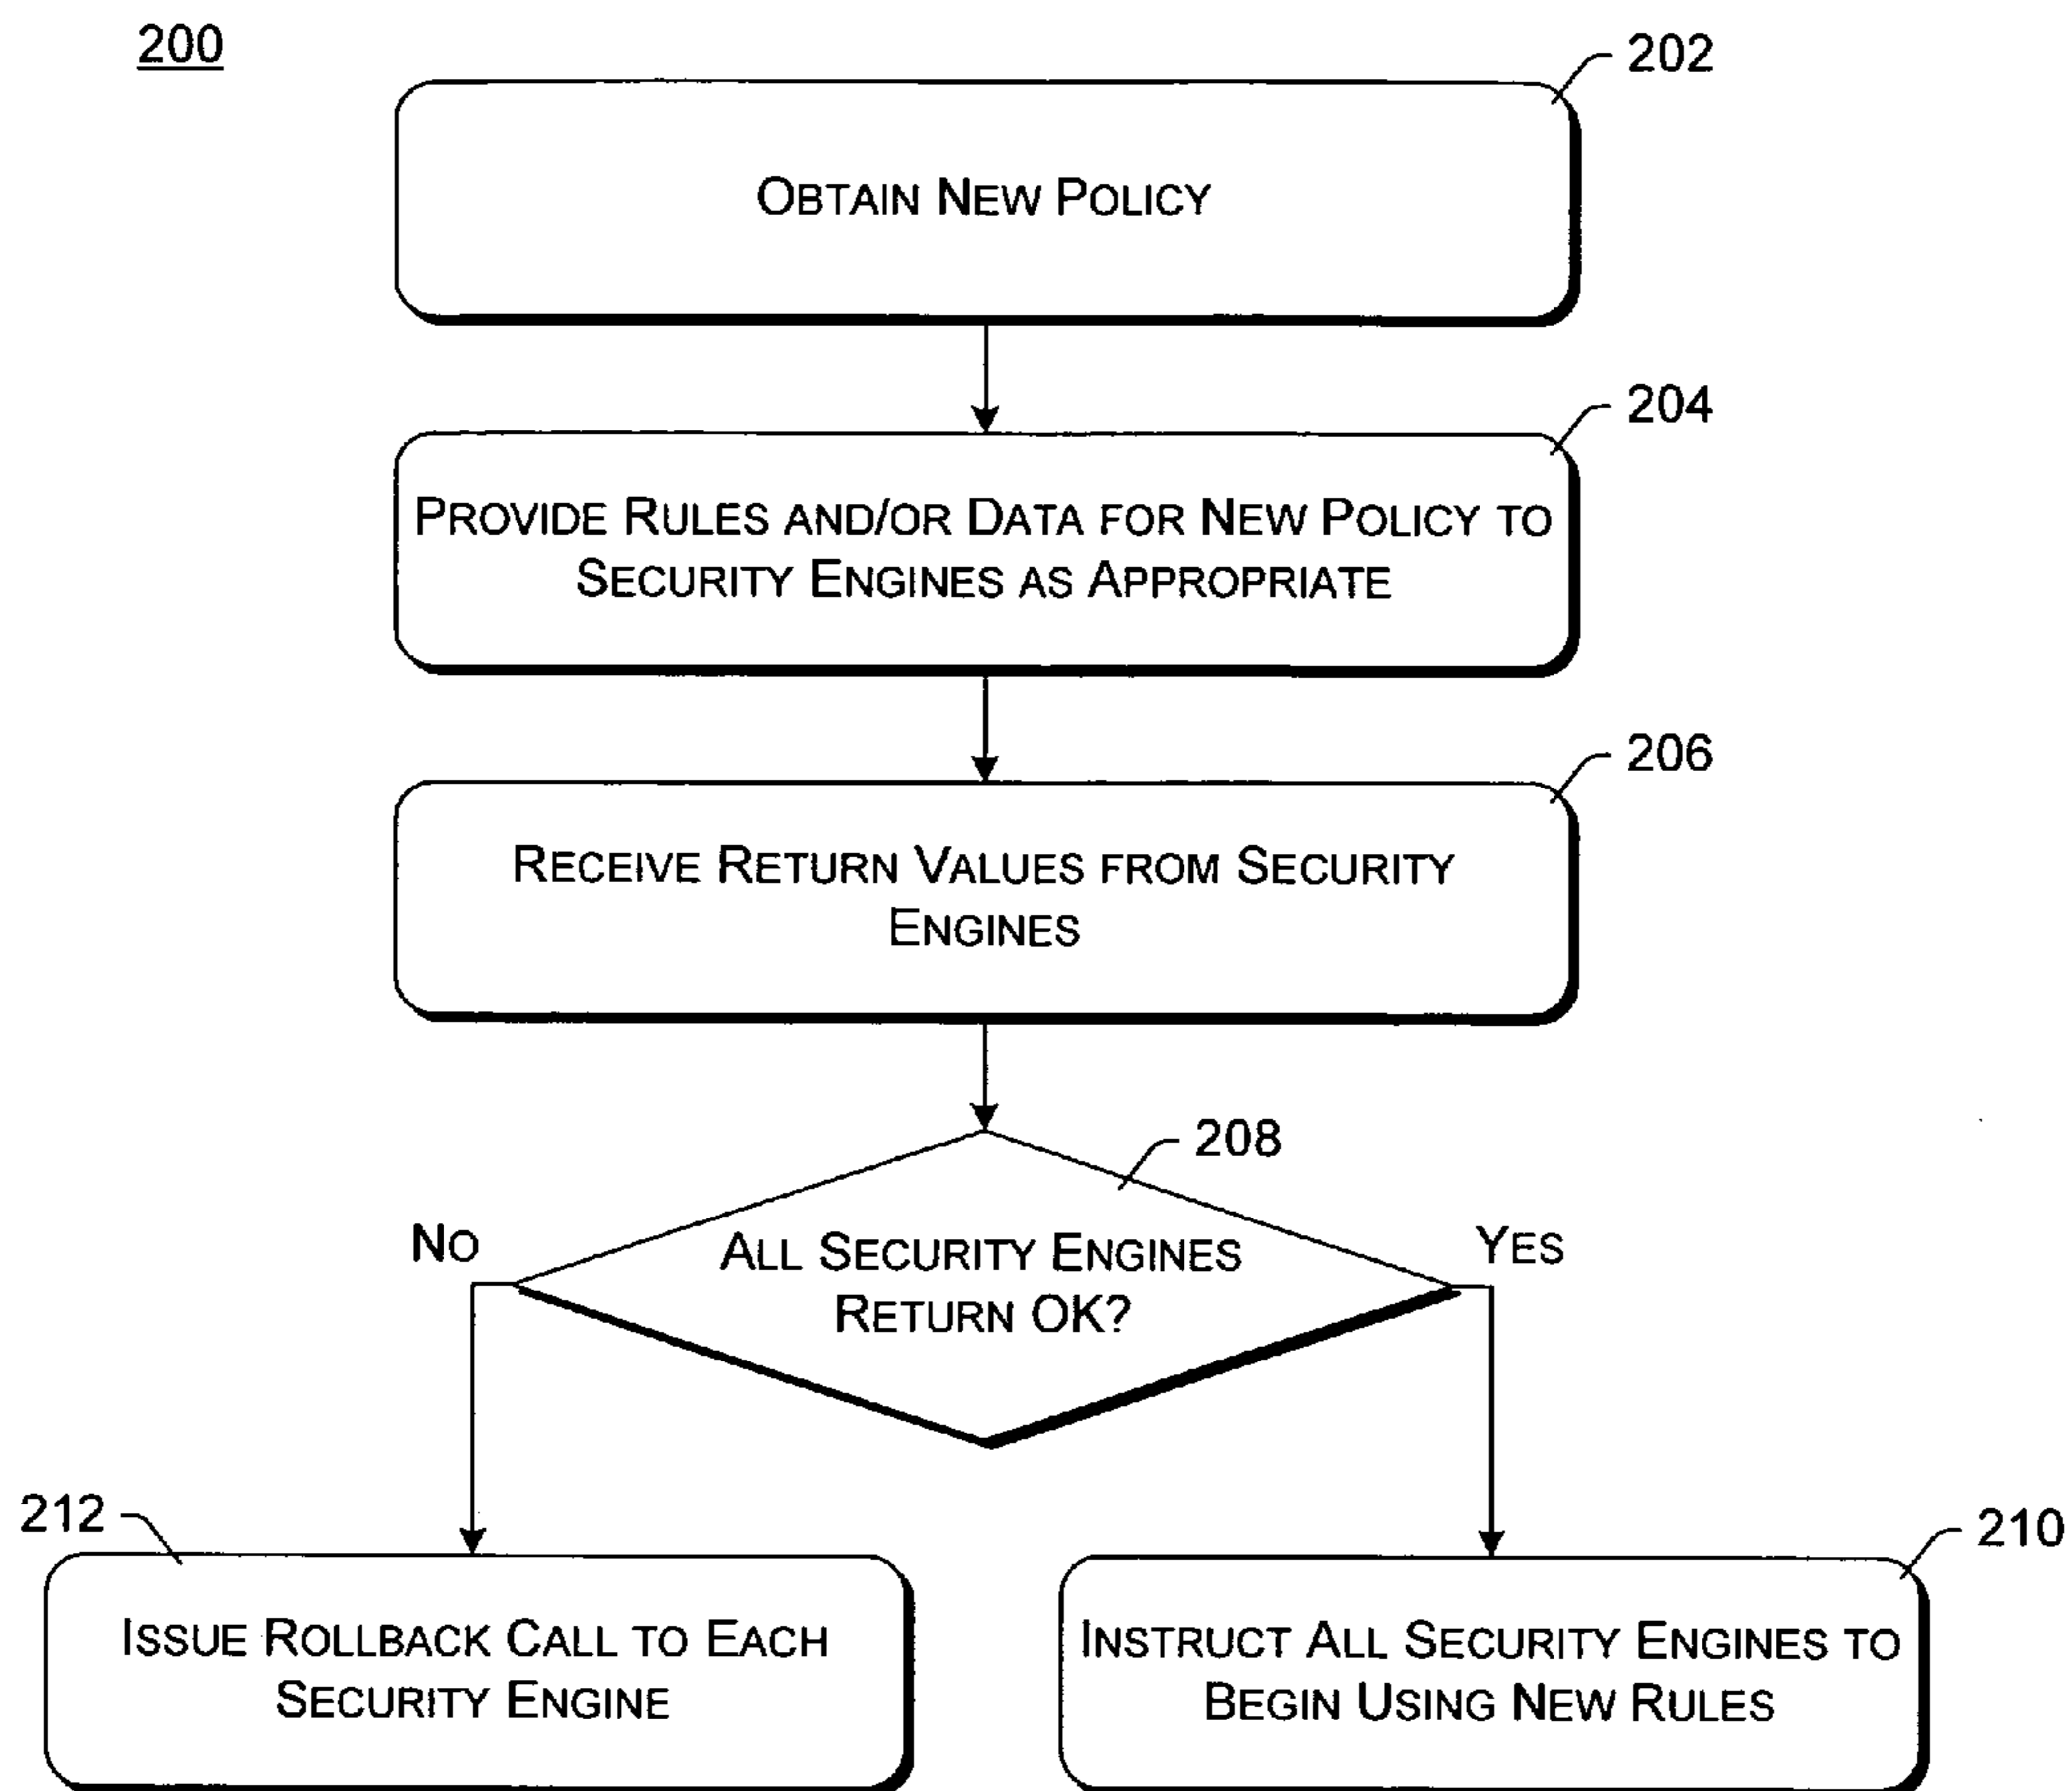 200
202
OBTAIN NEW POLICY
204
PROVIDE RULES AND/OR DATA FOR NEW POLICY TO
SECURITY ENGINES AS APPROPRIATE
206
RECEIVE RETURN VALUES FROM SECURITY
ENGINES
208
NO
YES
ALL SECURITY ENGINES
RETURN OK?
212
210
ISSUE ROLLBACK CALL TO EACH
SECURITY ENGINE
INSTRUCT ALL SECURITY ENGINES TO
BEGIN USING NEW RULES